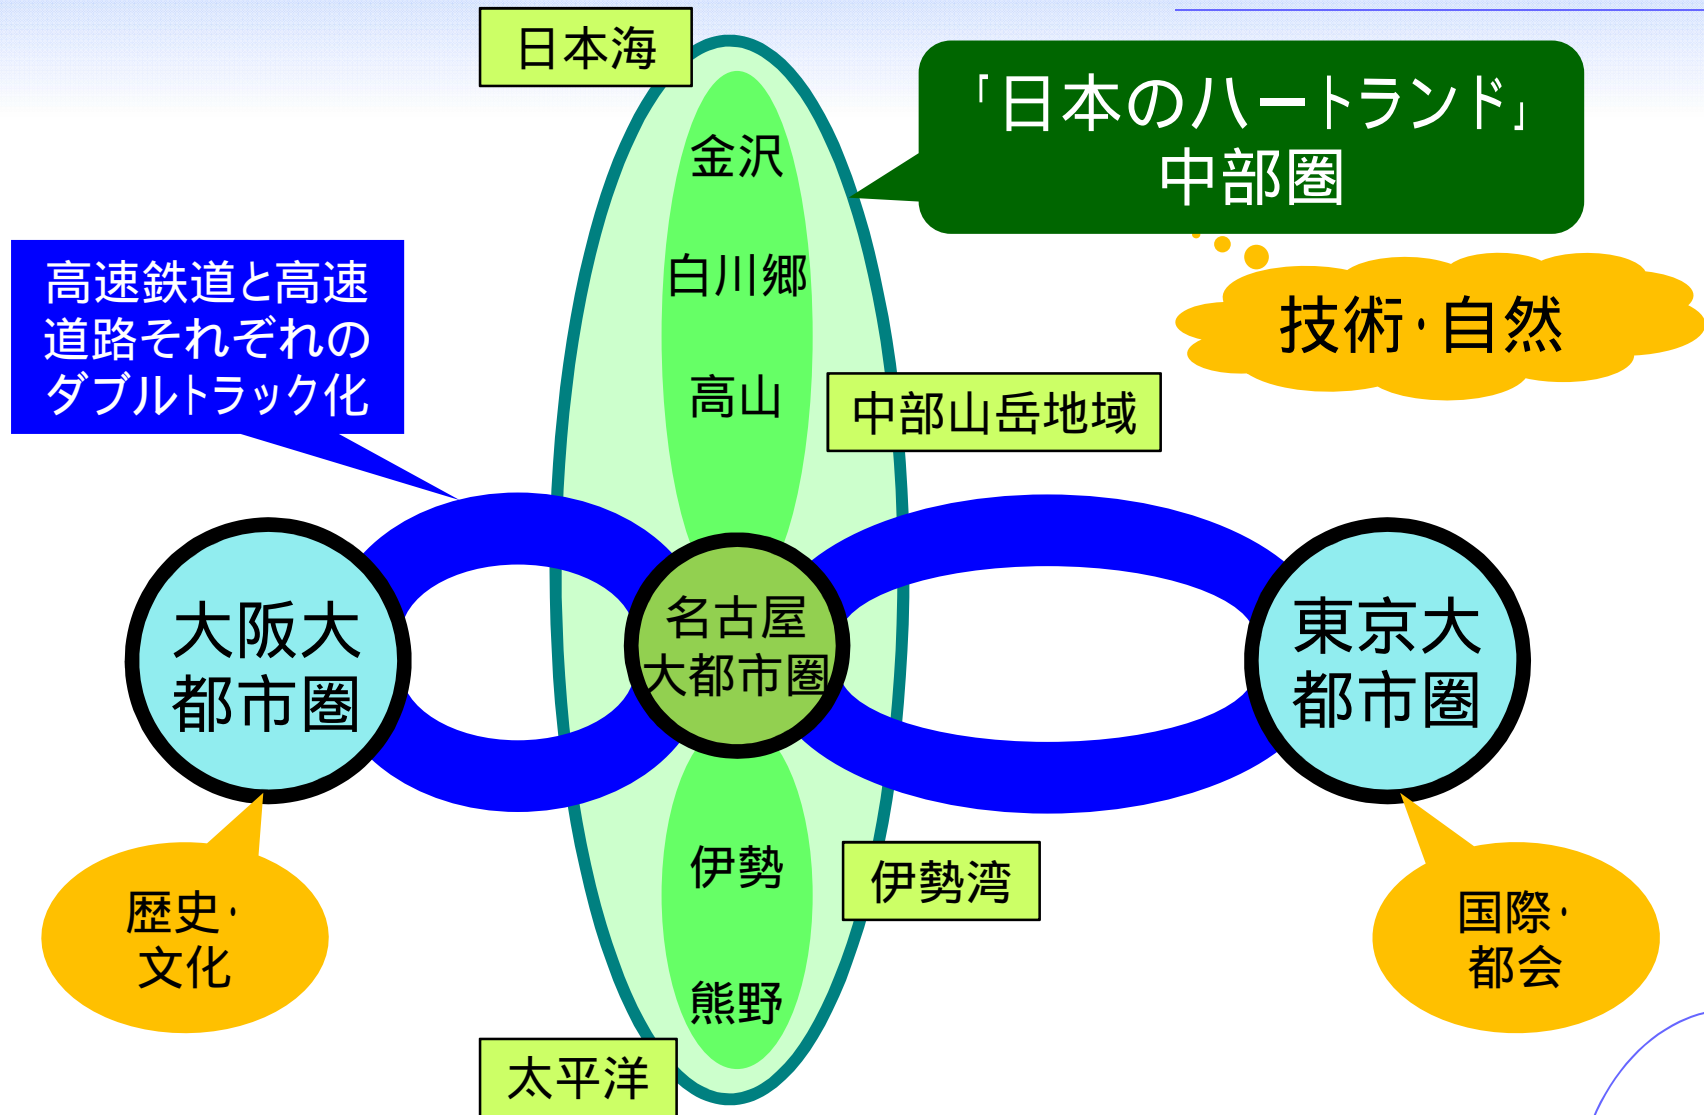 日本海
「日本のハートランド」
中部圏
金沢
白川郷
高山
高速鉄道と高速
道路それぞれの
ダブルトラック化
技術・自然
中部山岳地域
大阪大
都市圏
名古屋
大都市圏
東京大
都市圏
伊勢
伊勢湾
歴史・
文化
国際・
都会
熊野
太平洋